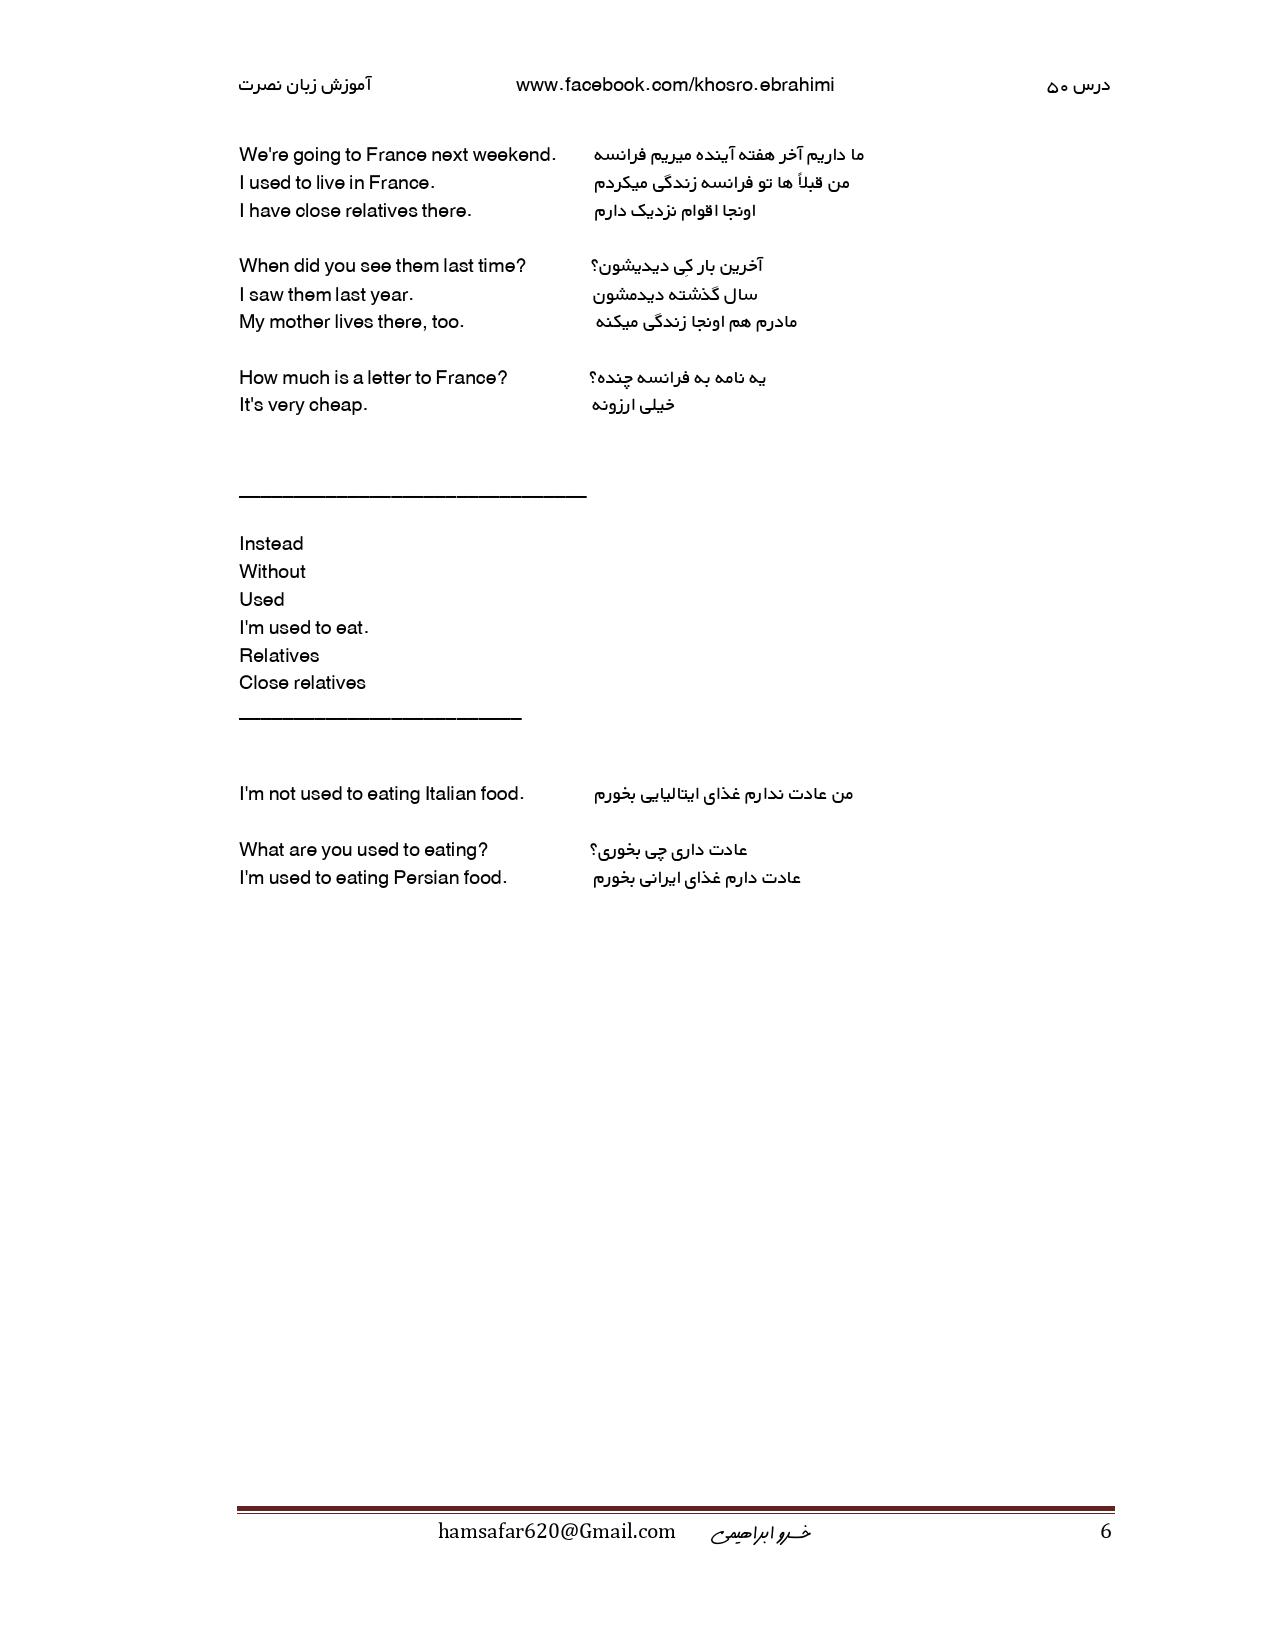 آموزش زبان نصرت www.facebook.com/khosro.ebrahimi درس ۵۰
We're going to France next weekend. ما داریم آخر هفته آینده میریم فرانسه
I used to live in France. من قبلاً ها تو فرانسه زندگی میکردم
I have close relatives there. اونجا اقوام نزدیک دارم
When did you see them last time? آخرین بار کِی دیدیشون؟
I saw them last year. سال گذشته دیدمشون
My mother lives there, too. مادرم هم اونجا زندگی میکنه
How much is a letter to France? یه نامه به فرانسه چنده؟
It's very cheap. خیلی ارزونه
Instead
Without
Used
I'm used to eat.
Relatives
Close relatives
I'm not used to eating Italian food. من عادت ندارم غذای ایتالیایی بخورم
What are you used to eating? عادت داری چی بخوری؟
I'm used to eating Persian food. عادت دارم غذای ایرانی بخورم
hamsafar620@Gmail.com خسرو ابراهیمی 6